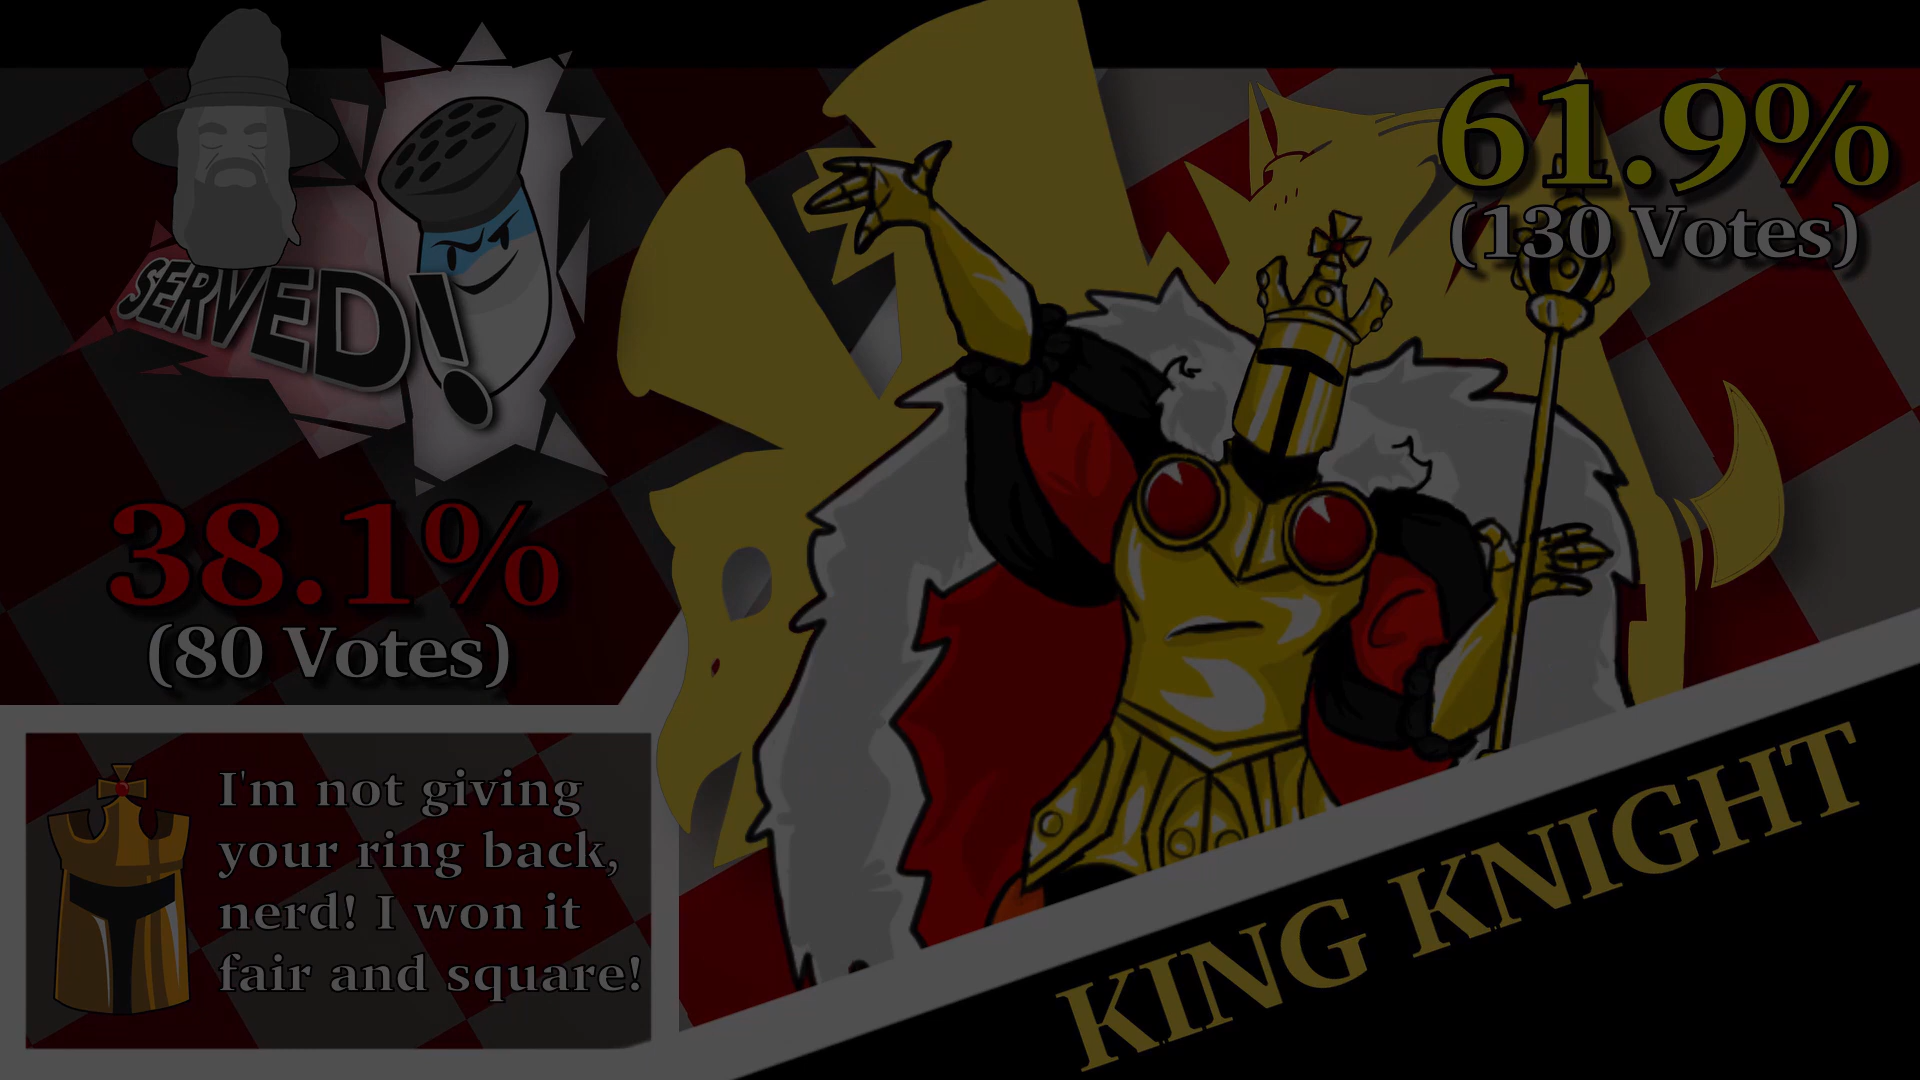 SERVED!
38.1%
(80 Votes)
61.9%
(130 Votes)
I'm not giving
your ring back,
nerd! I won it
fair and square!
KING KNIGHT